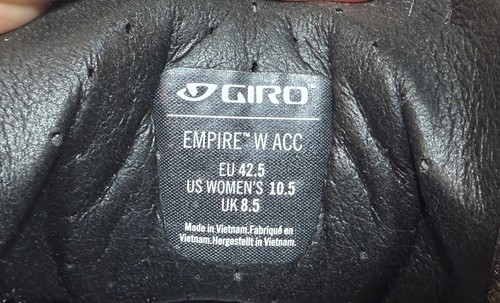 GIRO™
EMPIRE™ W ACC
EU 42.5
US WOMEN'S 10.5
UK 8.5
Made in Vietnam.Fabriqué en
Vietnam.Hergestellt in Vietnam.